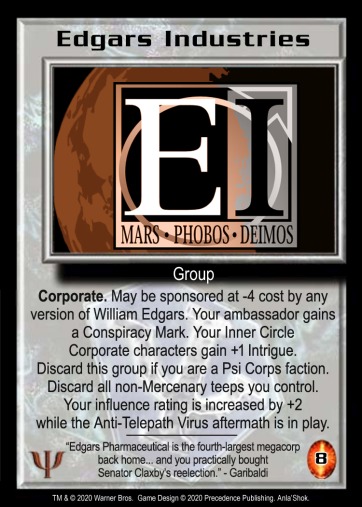 Edgars Industries
EI
MARS • PHOBOS • DEIMOS
Group
Corporate. May be sponsored at -4 cost by any
version of William Edgars. Your ambassador gains
a Conspiracy Mark. Your Inner Circle
Corporate characters gain +1 Intrigue.
Discard this group if you are a Psi Corps faction.
Discard all non-Mercenary teeps you control.
Your influence rating is increased by +2
while the Anti-Telepath Virus aftermath is in play.
"Edgars Pharmaceutical is the fourth-largest megacorp
back home... and you practically bought
Senator Claxby's reelection." - Garibaldi
Ψ
8
TM & © 2020 Warner Bros. Game Design © 2020 Precedence Publishing. Anla'Shok.